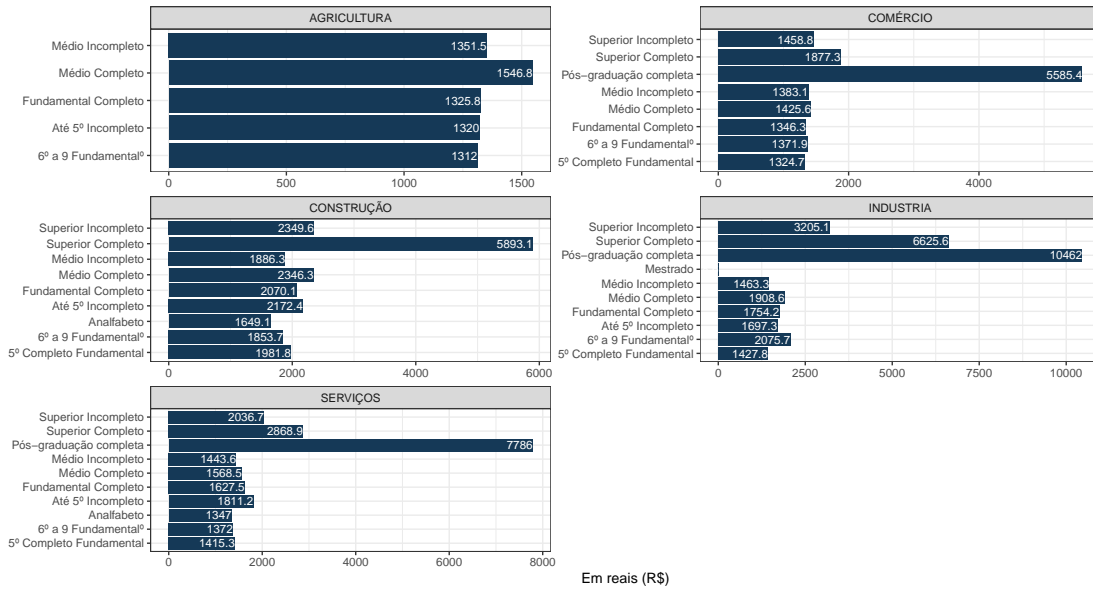 AGRICULTURA
Médio Incompleto 1351.5
Médio Completo 1546.8
Fundamental Completo 1325.8
Até 5º Incompleto 1320
6º a 9 Fundamentalº 1312
0 500 1000 1500
COMÉRCIO
Superior Incompleto 1458.8
Superior Completo 1877.3
Pós−graduação completa 5585.4
Médio Incompleto 1383.1
Médio Completo 1425.6
Fundamental Completo 1346.3
6º a 9 Fundamentalº 1371.9
5º Completo Fundamental 1324.7
0 2000 4000
CONSTRUÇÃO
Superior Incompleto 2349.6
Superior Completo 5893.1
Médio Incompleto 1886.3
Médio Completo 2346.3
Fundamental Completo 2070.1
Até 5º Incompleto 2172.4
Analfabeto 1649.1
6º a 9 Fundamentalº 1853.7
5º Completo Fundamental 1981.8
0 2000 4000 6000
INDUSTRIA
Superior Incompleto 3205.1
Superior Completo 6625.6
Pós−graduação completa 10462
Mestrado
Médio Incompleto 1463.3
Médio Completo 1908.6
Fundamental Completo 1754.2
Até 5º Incompleto 1697.3
6º a 9 Fundamentalº 2075.7
5º Completo Fundamental 1427.8
0 2500 5000 7500 10000
SERVIÇOS
Superior Incompleto 2036.7
Superior Completo 2868.9
Pós−graduação completa 7786
Médio Incompleto 1443.6
Médio Completo 1568.5
Fundamental Completo 1627.5
Até 5º Incompleto 1811.2
Analfabeto 1347
6º a 9 Fundamentalº 1372
5º Completo Fundamental 1415.3
0 2000 4000 6000 8000
Em reais (R$)